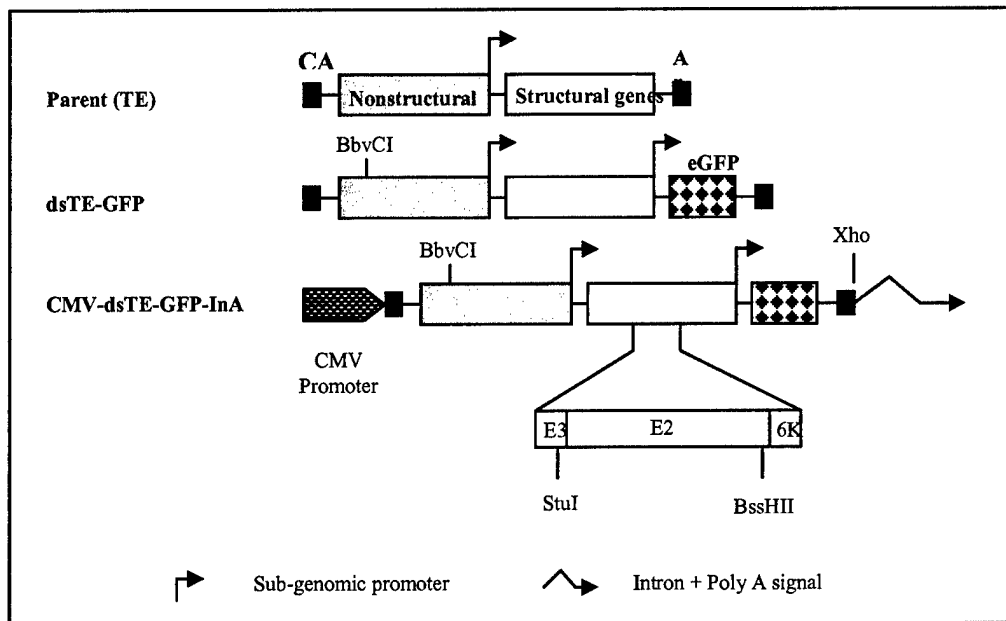 CA
A
Parent (TE)
Nonstructural
Structural genes
BbvCI
eGFP
dsTE-GFP
BbvCI
Xho
CMV-dsTE-GFP-InA
CMV
Promoter
E3
E2
6K
StuI
BssHII
Sub-genomic promoter
Intron + Poly A signal